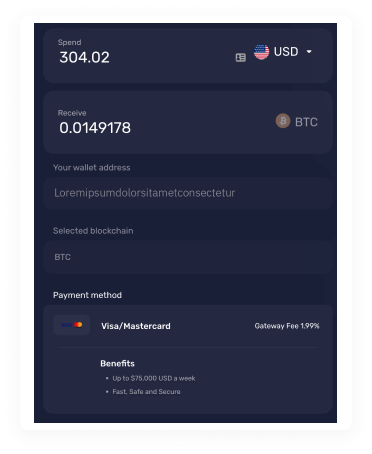 Spend
304.02
USD
Receive
0.0149178
BTC
Your wallet address
Loremipsumdolorsitametconsectetur
Selected blockchain
BTC
Payment method
Visa/Mastercard
Gateway Fee 1.99%
Benefits
• Up to $75.000 USD a week
• Fast, Safe and Secure